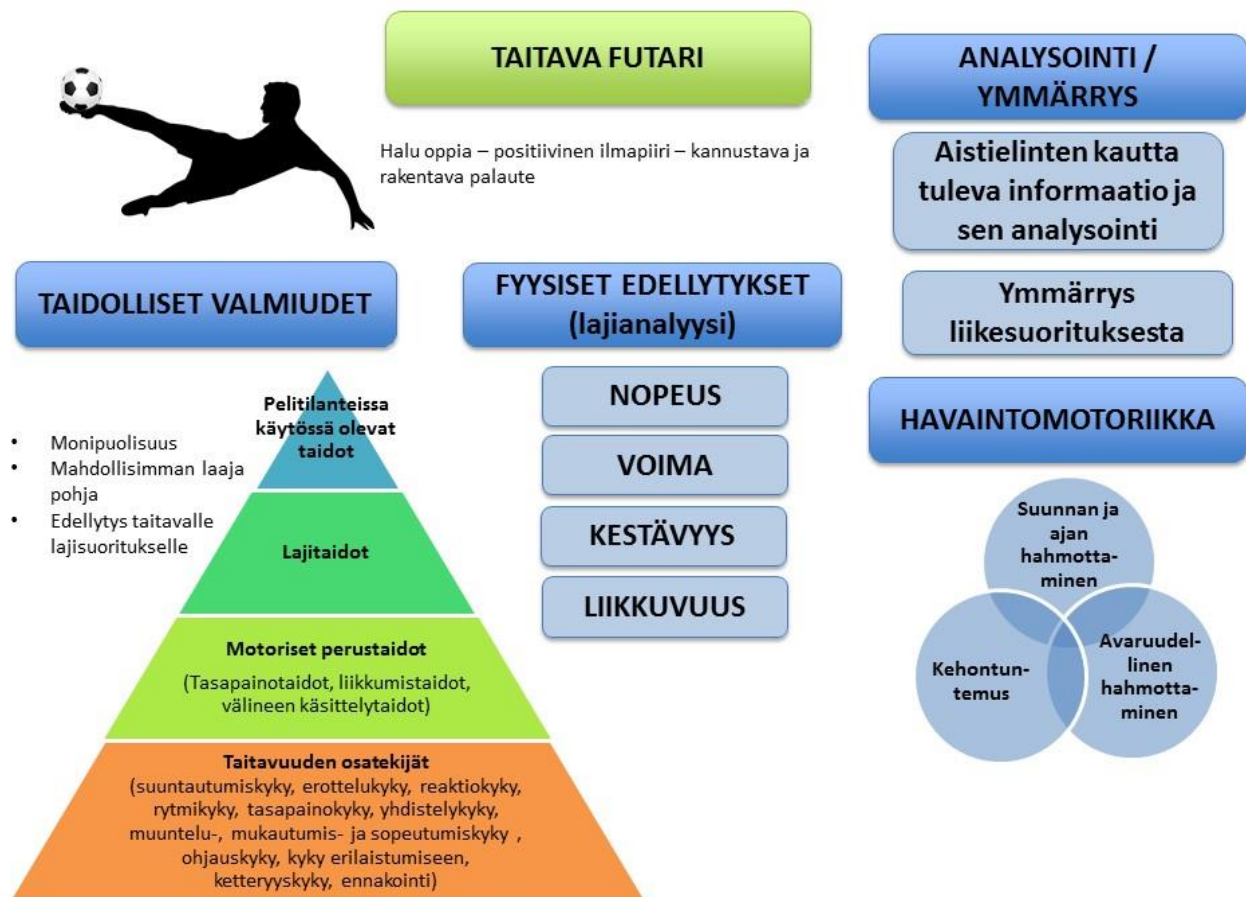 TAITAVA FUTARI
Halu oppia – positiivinen ilmapiiri – kannustava ja
rakentava palaute
ANALYSOINTI /
YMMÄRRYS
Aistielinten kautta
tuleva informaatio ja
sen analysointi
Ymmärrys
liikesuorituksesta
TAIDOLLISET VALMIUDET
• Monipuolisuus
• Mahdollisimman laaja
pohja
• Edellytys taitavalle
lajisuoritukselle
Pelitilanteissa
käytössä olevat
taidot
Lajitaidot
Motoriset perustaidot
(Tasapainotaidot, liikkumistaidot,
välineen käsittelytaidot)
Taitavuuden osatekijät
(suuntautumiskyky, erottelukyky, reaktiokyky,
rytmikyky, tasapainokyky, yhdistelykyky,
muuntelu-, mukautumis- ja sopeutumiskyky ,
ohjauskyky, kyky erilaistumiseen,
ketteryyskyky, ennakointi)
FYYSISET EDELLYTYKSET
(lajianalyysi)
NOPEUS
VOIMA
KESTÄVYYS
LIIKKUVUUS
HAVAINTOMOTORIIKKA
Suunnan ja
ajan
hahmotta-
minen
Kehontun-
temus
Avaruudel-
linen
hahmotta-
minen